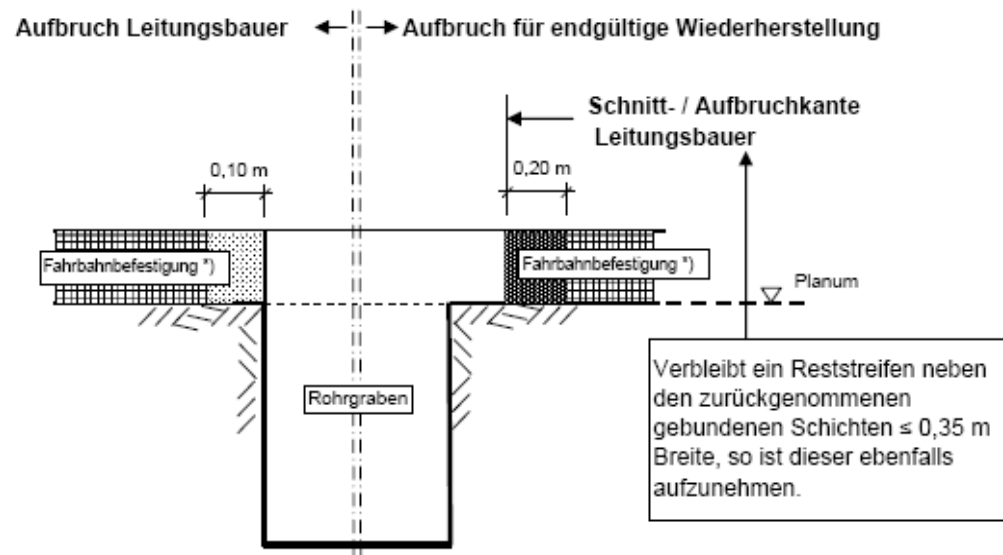 Aufbruch Leitungsbauer
Aufbruch für endgültige Wiederherstellung
Schnitt- / Aufbruchkante
Leitungsbauer
0,10 m
0,20 m
Fahrbahnbefestigung *)
Fahrbahnbefestigung *)
Planum
Rohrgraben
Verbleibt ein Reststreifen neben
den zurückgenommenen
gebundenen Schichten ≤ 0,35 m
Breite, so ist dieser ebenfalls
aufzunehmen.